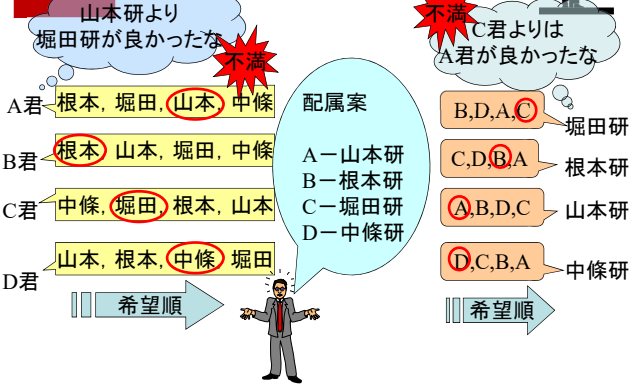 山本研より
堀田研が良かったな
不満
不満
C君よりは
A君が良かったな
A君
根本, 堀田, 山本, 中條
B君
根本, 山本, 堀田, 中條
C君
中條, 堀田, 根本, 山本
D君
山本, 根本, 中條, 堀田
希望順
配属案
A－山本研
B－根本研
C－堀田研
D－中條研
B,D,A,C
堀田研
C,D,B,A
根本研
A,B,D,C
山本研
D,C,B,A
中條研
希望順